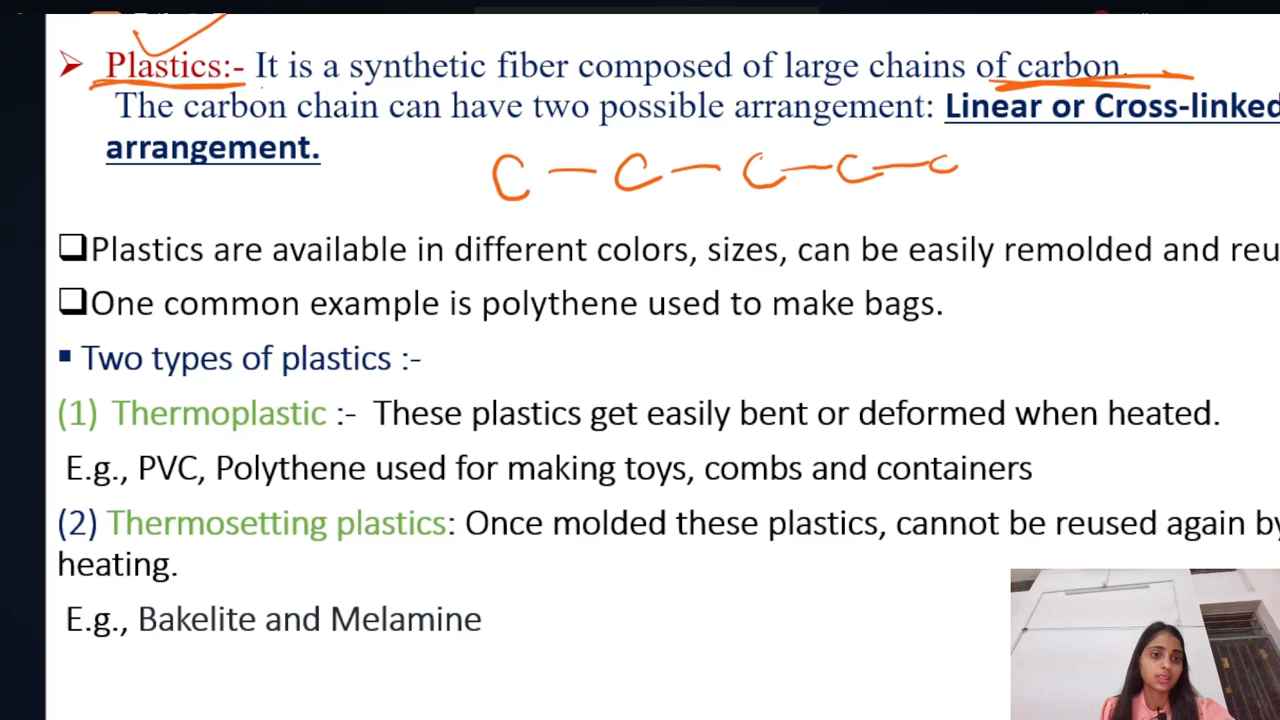 ➤ Plastics:- It is a synthetic fiber composed of large chains of carbon.
The carbon chain can have two possible arrangement: Linear or Cross-linked
arrangement.
C - C - C - C - C
❑Plastics are available in different colors, sizes, can be easily remolded and reu
❑One common example is polythene used to make bags.
▪ Two types of plastics :-
(1) Thermoplastic :- These plastics get easily bent or deformed when heated.
E.g., PVC, Polythene used for making toys, combs and containers
(2) Thermosetting plastics: Once molded these plastics, cannot be reused again by
heating.
E.g., Bakelite and Melamine